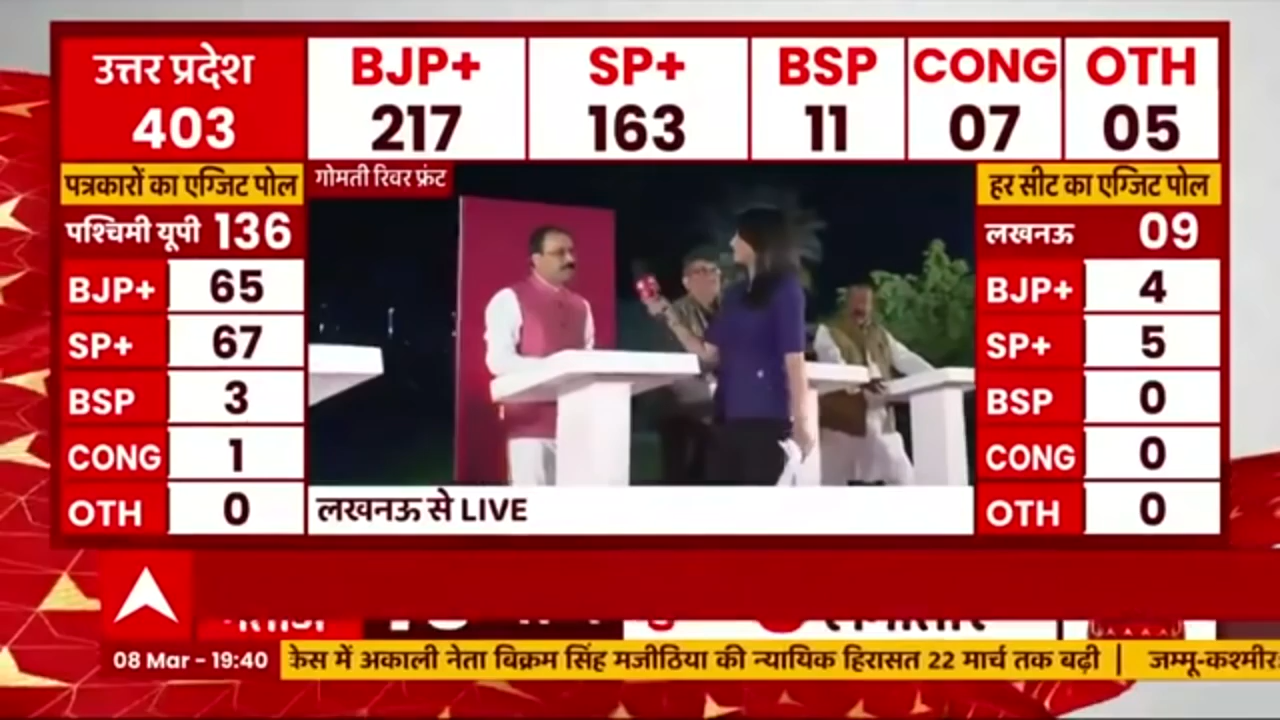 उत्तर प्रदेश
403
BJP+
217
SP+
163
BSP
11
CONG
07
OTH
05
पत्रकारों का एग्जिट पोल
पश्चिमी यूपी 136
BJP+ 65
SP+ 67
BSP 3
CONG 1
OTH 0
गोमती रिवर फ्रंट
लखनऊ से LIVE
हर सीट का एग्जिट पोल
लखनऊ 09
BJP+ 4
SP+ 5
BSP 0
CONG 0
OTH 0
08 Mar - 19:40
केस में अकाली नेता बिक्रम सिंह मजीठिया की न्यायिक हिरासत 22 मार्च तक बढ़ी | जम्मू-कश्मीर